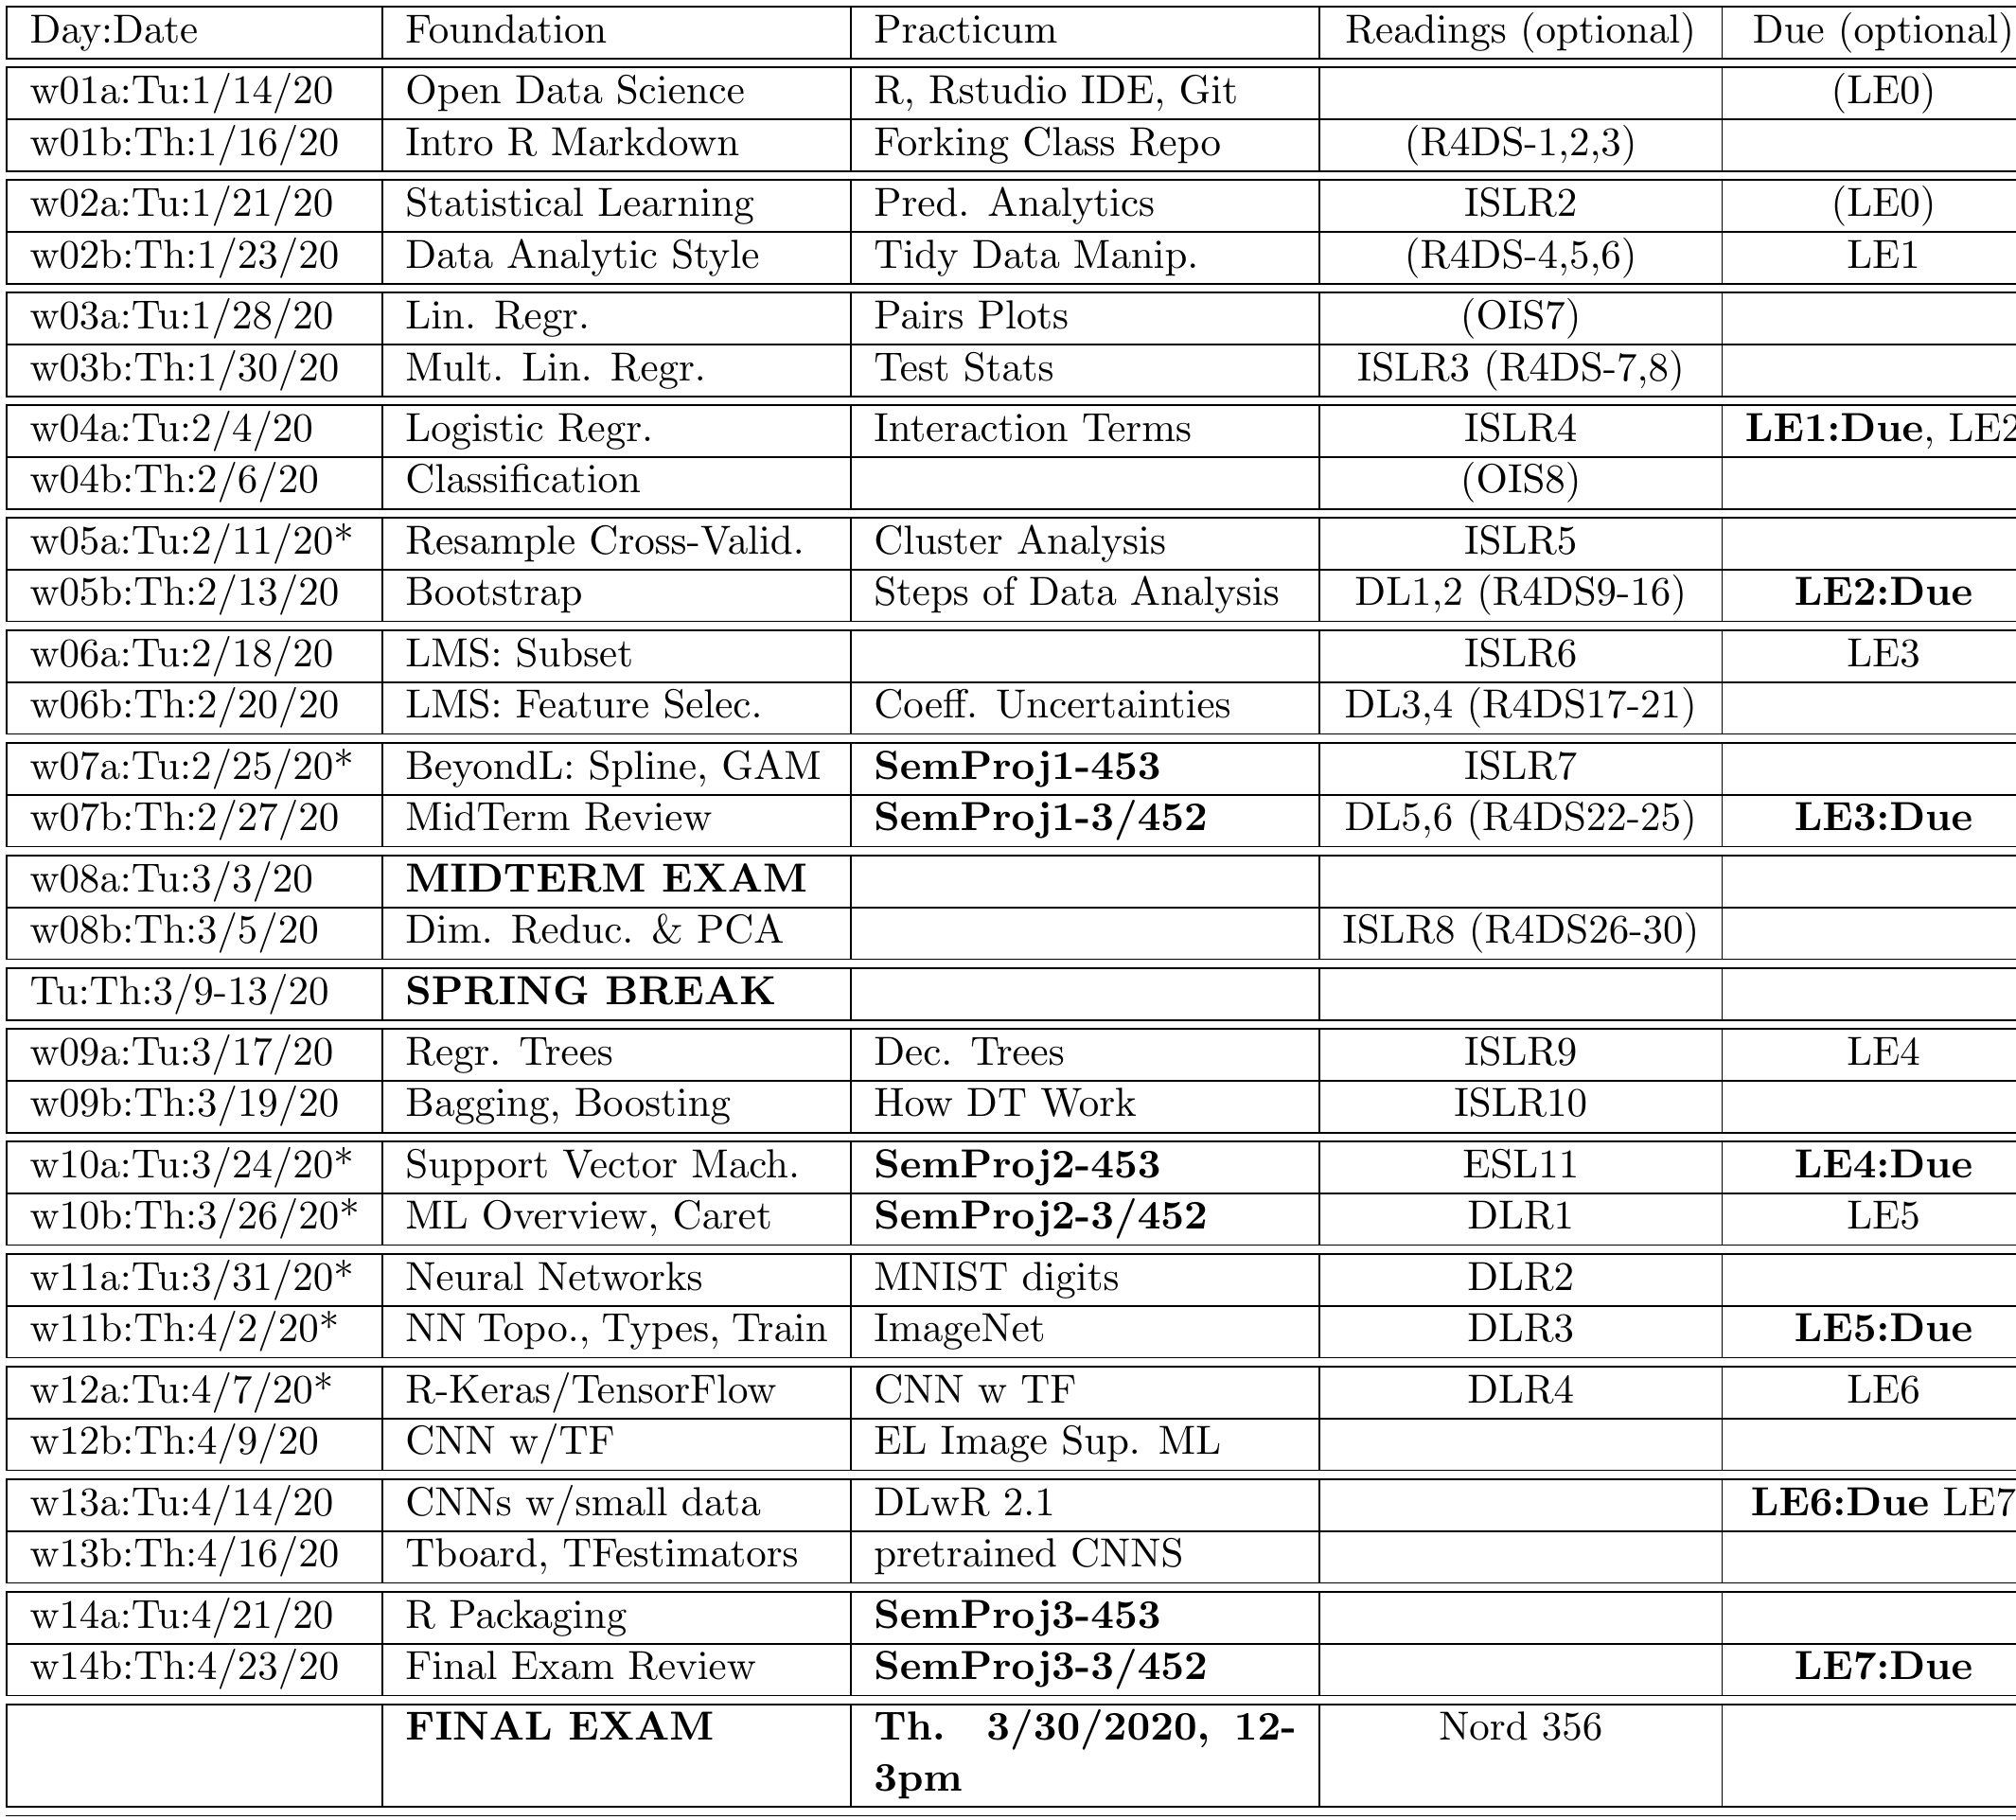 Day:Date Foundation Practicum Readings (optional) Due (optional)
w01a:Tu:1/14/20 Open Data Science R, Rstudio IDE, Git (LE0)
w01b:Th:1/16/20 Intro R Markdown Forking Class Repo (R4DS-1,2,3)
w02a:Tu:1/21/20 Statistical Learning Pred. Analytics ISLR2 (LE0)
w02b:Th:1/23/20 Data Analytic Style Tidy Data Manip. (R4DS-4,5,6) LE1
w03a:Tu:1/28/20 Lin. Regr. Pairs Plots (OIS7)
w03b:Th:1/30/20 Mult. Lin. Regr. Test Stats ISLR3 (R4DS-7,8)
w04a:Tu:2/4/20 Logistic Regr. Interaction Terms ISLR4 LE1:Due, LE2
w04b:Th:2/6/20 Classification (OIS8)
w05a:Tu:2/11/20* Resample Cross-Valid. Cluster Analysis ISLR5
w05b:Th:2/13/20 Bootstrap Steps of Data Analysis DL1,2 (R4DS9-16) LE2:Due
w06a:Tu:2/18/20 LMS: Subset ISLR6 LE3
w06b:Th:2/20/20 LMS: Feature Selec. Coeff. Uncertainties DL3,4 (R4DS17-21)
w07a:Tu:2/25/20* BeyondL: Spline, GAM SemProj1-453 ISLR7
w07b:Th:2/27/20 MidTerm Review SemProj1-3/452 DL5,6 (R4DS22-25) LE3:Due
w08a:Tu:3/3/20 MIDTERM EXAM
w08b:Th:3/5/20 Dim. Reduc. & PCA ISLR8 (R4DS26-30)
Tu:Th:3/9-13/20 SPRING BREAK
w09a:Tu:3/17/20 Regr. Trees Dec. Trees ISLR9 LE4
w09b:Th:3/19/20 Bagging, Boosting How DT Work ISLR10
w10a:Tu:3/24/20* Support Vector Mach. SemProj2-453 ESL11 LE4:Due
w10b:Th:3/26/20* ML Overview, Caret SemProj2-3/452 DLR1 LE5
w11a:Tu:3/31/20* Neural Networks MNIST digits DLR2
w11b:Th:4/2/20* NN Topo., Types, Train ImageNet DLR3 LE5:Due
w12a:Tu:4/7/20* R-Keras/TensorFlow CNN w TF DLR4 LE6
w12b:Th:4/9/20 CNN w/TF EL Image Sup. ML
w13a:Tu:4/14/20 CNNs w/small data DLwR 2.1 LE6:Due LE7
w13b:Th:4/16/20 Tboard, TFestimators pretrained CNNS
w14a:Tu:4/21/20 R Packaging SemProj3-453
w14b:Th:4/23/20 Final Exam Review SemProj3-3/452 LE7:Due
FINAL EXAM Th. 3/30/2020, 12- Nord 356
3pm